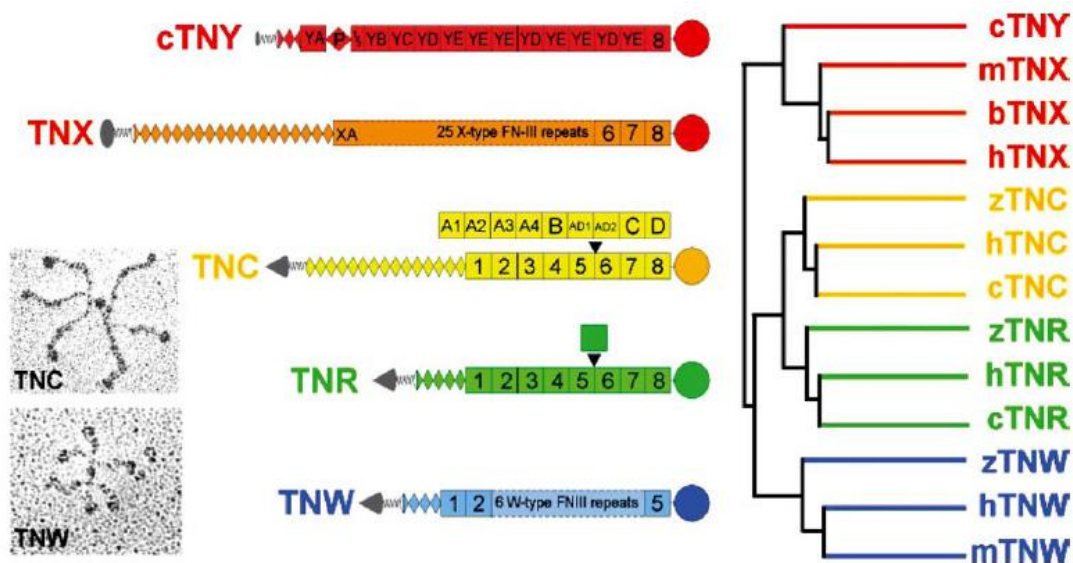 cTNY
YA P YB YC YD YE YE YE YD YE YE YD YE 8
TNX
XA 25 X-type FN-III repeats 6 7 8
A1 A2 A3 A4 B AD1 AD2 C D
TNC
1 2 3 4 5 6 7 8
TNR
1 2 3 4 5 6 7 8
TNW
1 2 6 W-type FNIII repeats 5
TNC
TNW
cTNY
mTNX
bTNX
hTNX
zTNC
hTNC
cTNC
zTNR
hTNR
cTNR
zTNW
hTNW
mTNW